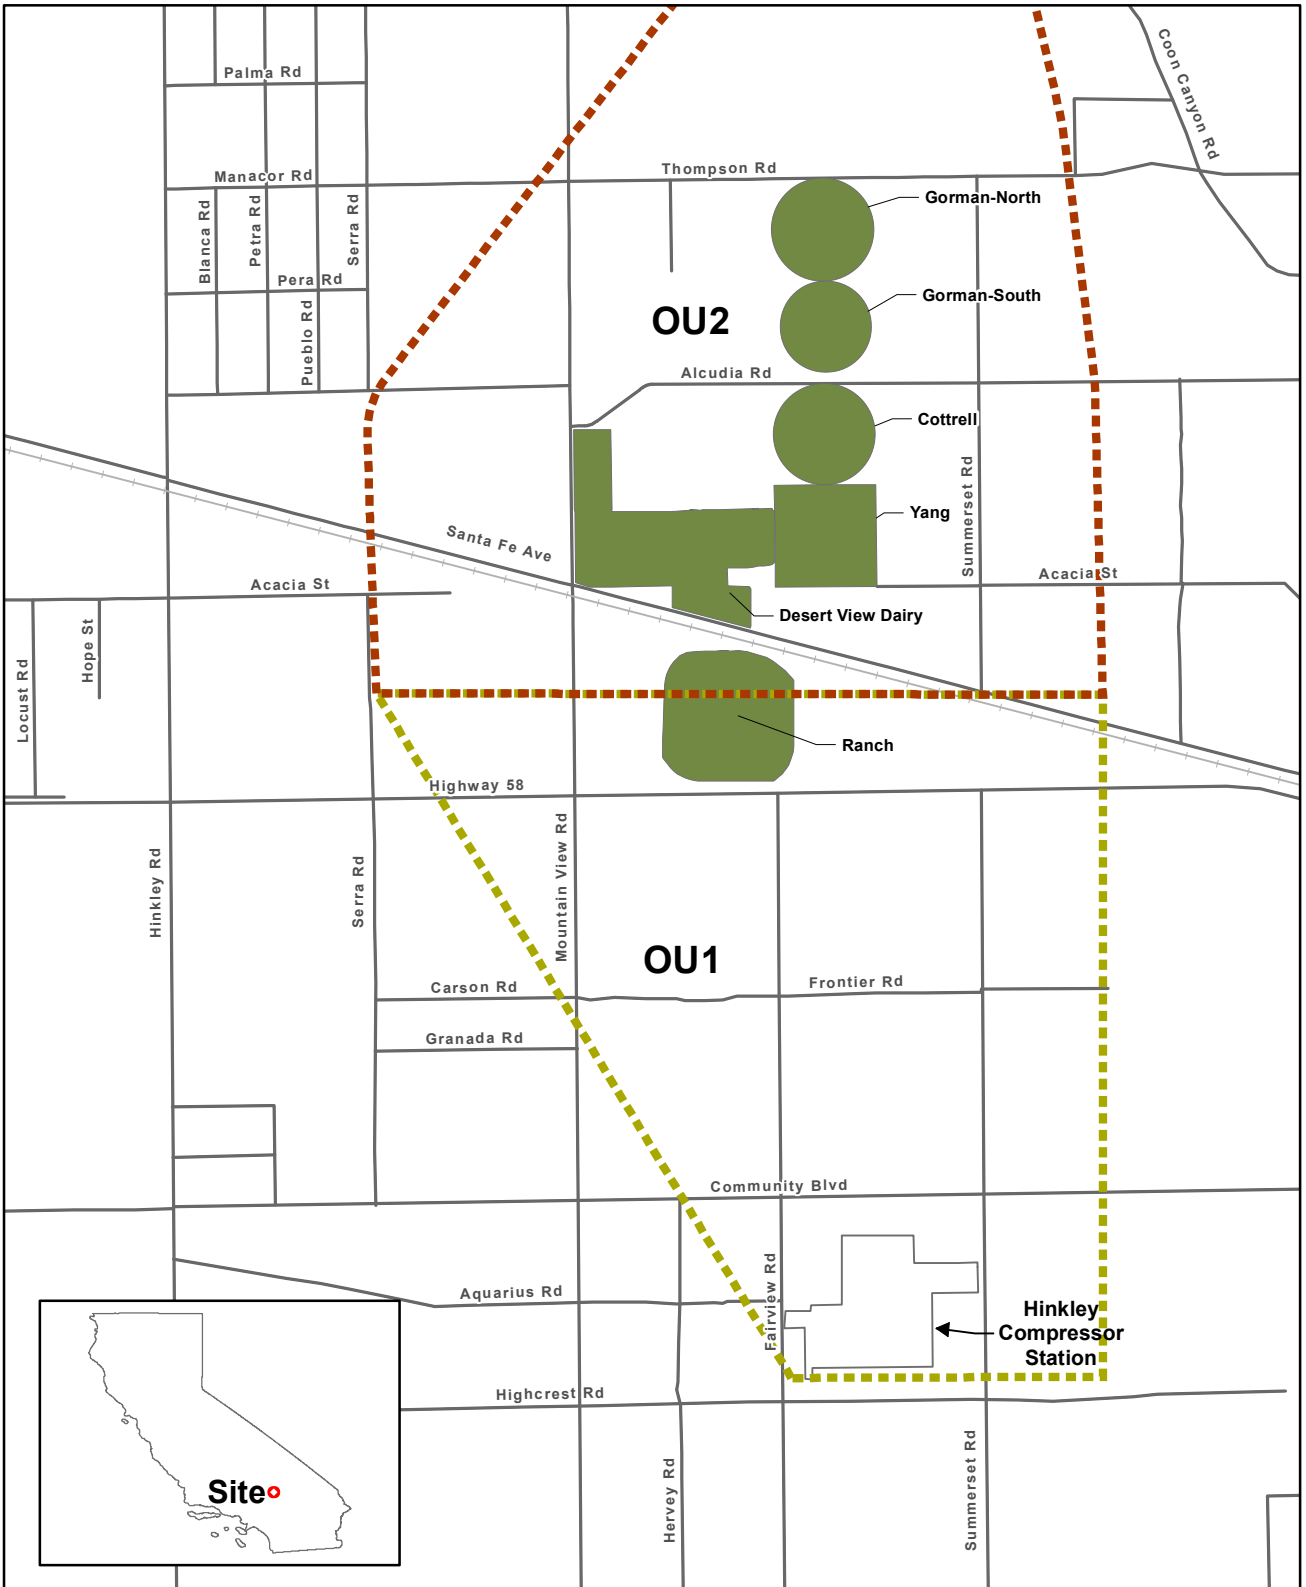 Coon Canyon Rd
Palma Rd
Thompson Rd
Manacor Rd
Gorman-North
Blanca Rd
Petra Rd
Serra Rd
Pera Rd
Gorman-South
Pueblo Rd
OU2
Alcudia Rd
Cottrell
Summerset Rd
Yang
Santa Fe Ave
Acacia St
Acacia St
Desert View Dairy
Hope St
Locust Rd
Ranch
Highway 58
Hinkley Rd
Serra Rd
Mountain View Rd
OU1
Carson Rd
Frontier Rd
Granada Rd
Community Blvd
Fairview Rd
Aquarius Rd
Hinkley
Compressor
Station
Highcrest Rd
Site
Hervey Rd
Summerset Rd